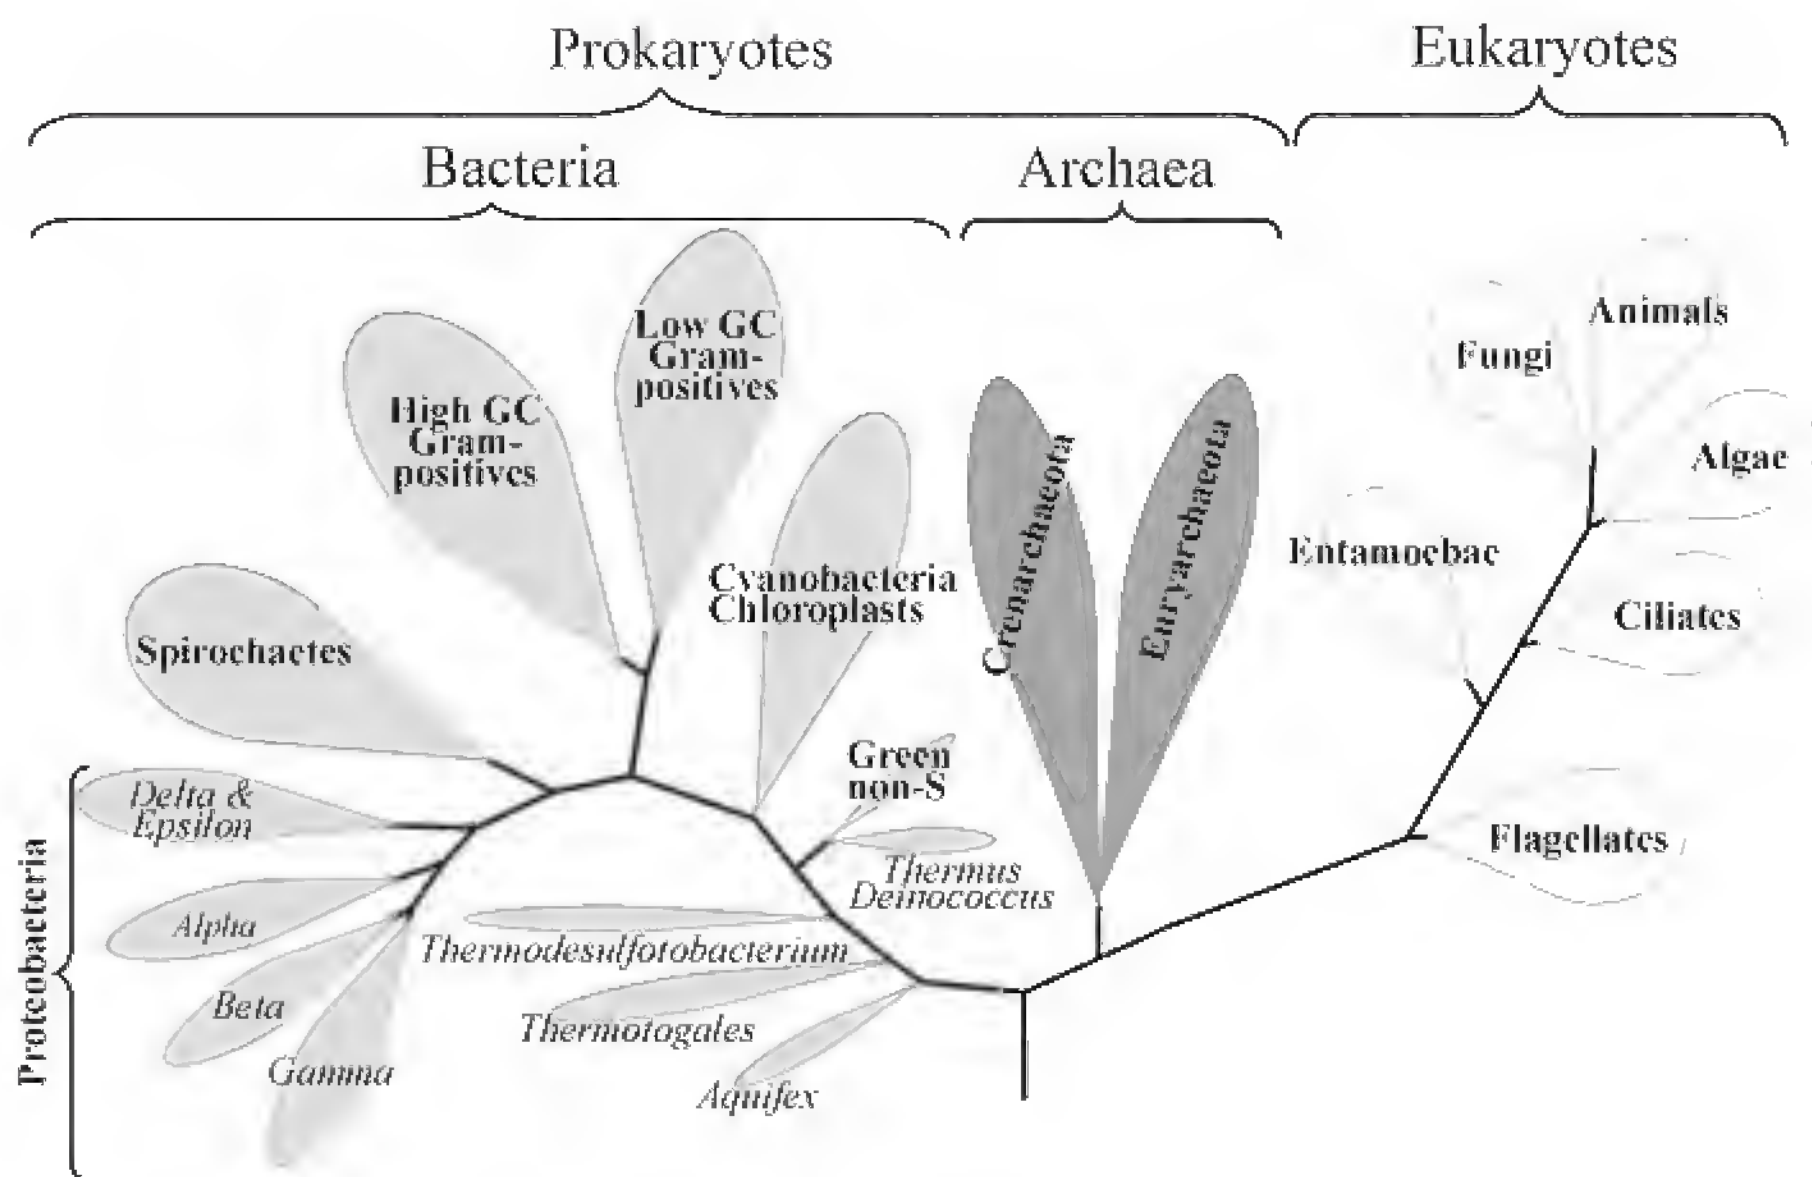 Prokaryotes
Eukaryotes
Bacteria
Archaea
Low GC
Gram-
positives
High GC
Gram-
positives
Animals
Fungi
Algae
Crenarchaeota
Euryarchaeota
Entamoebae
Cyanobacteria
Chloroplasts
Ciliates
Spirochaetes
Green
non-S
Delta &
Epsilon
Flagellates
Thermus
Deinococcus
Proteobacteria
Alpha
Thermodesulfotobacterium
Beta
Thermotogales
Gamma
Aquifex